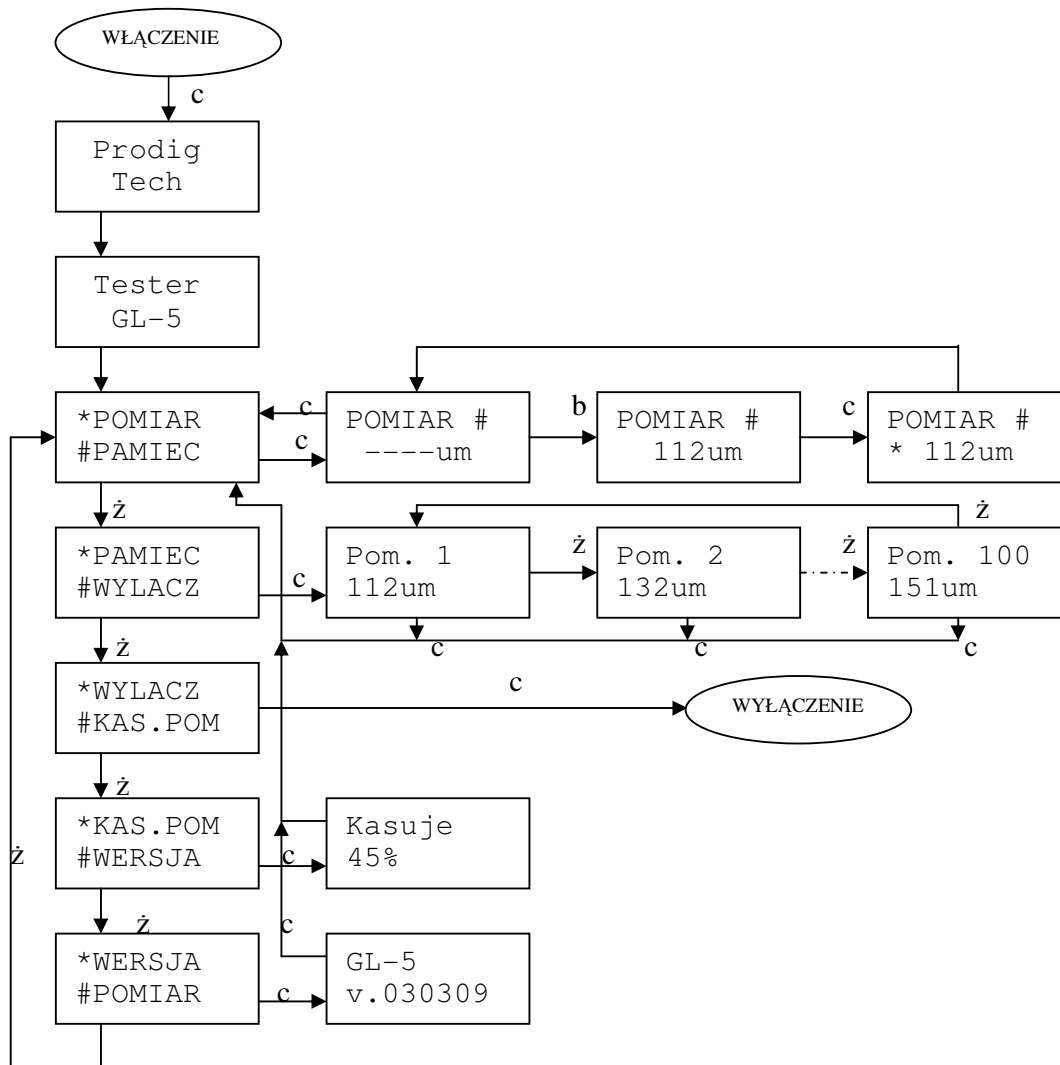 WŁĄCZENIE
c
Prodig
Tech
Tester
GL-5
*POMIAR
#PAMIEC
c
c
POMIAR #
----um
b
POMIAR #
112um
c
POMIAR #
* 112um
ż
*PAMIEC
#WYLACZ
c
Pom. 1
112um
ż
Pom. 2
132um
ż
Pom. 100
151um
ż
c
c
c
ż
*WYLACZ
#KAS.POM
c
WYŁĄCZENIE
ż
*KAS.POM
#WERSJA
c
Kasuje
45%
ż
ż
c
*WERSJA
#POMIAR
c
GL-5
v.030309